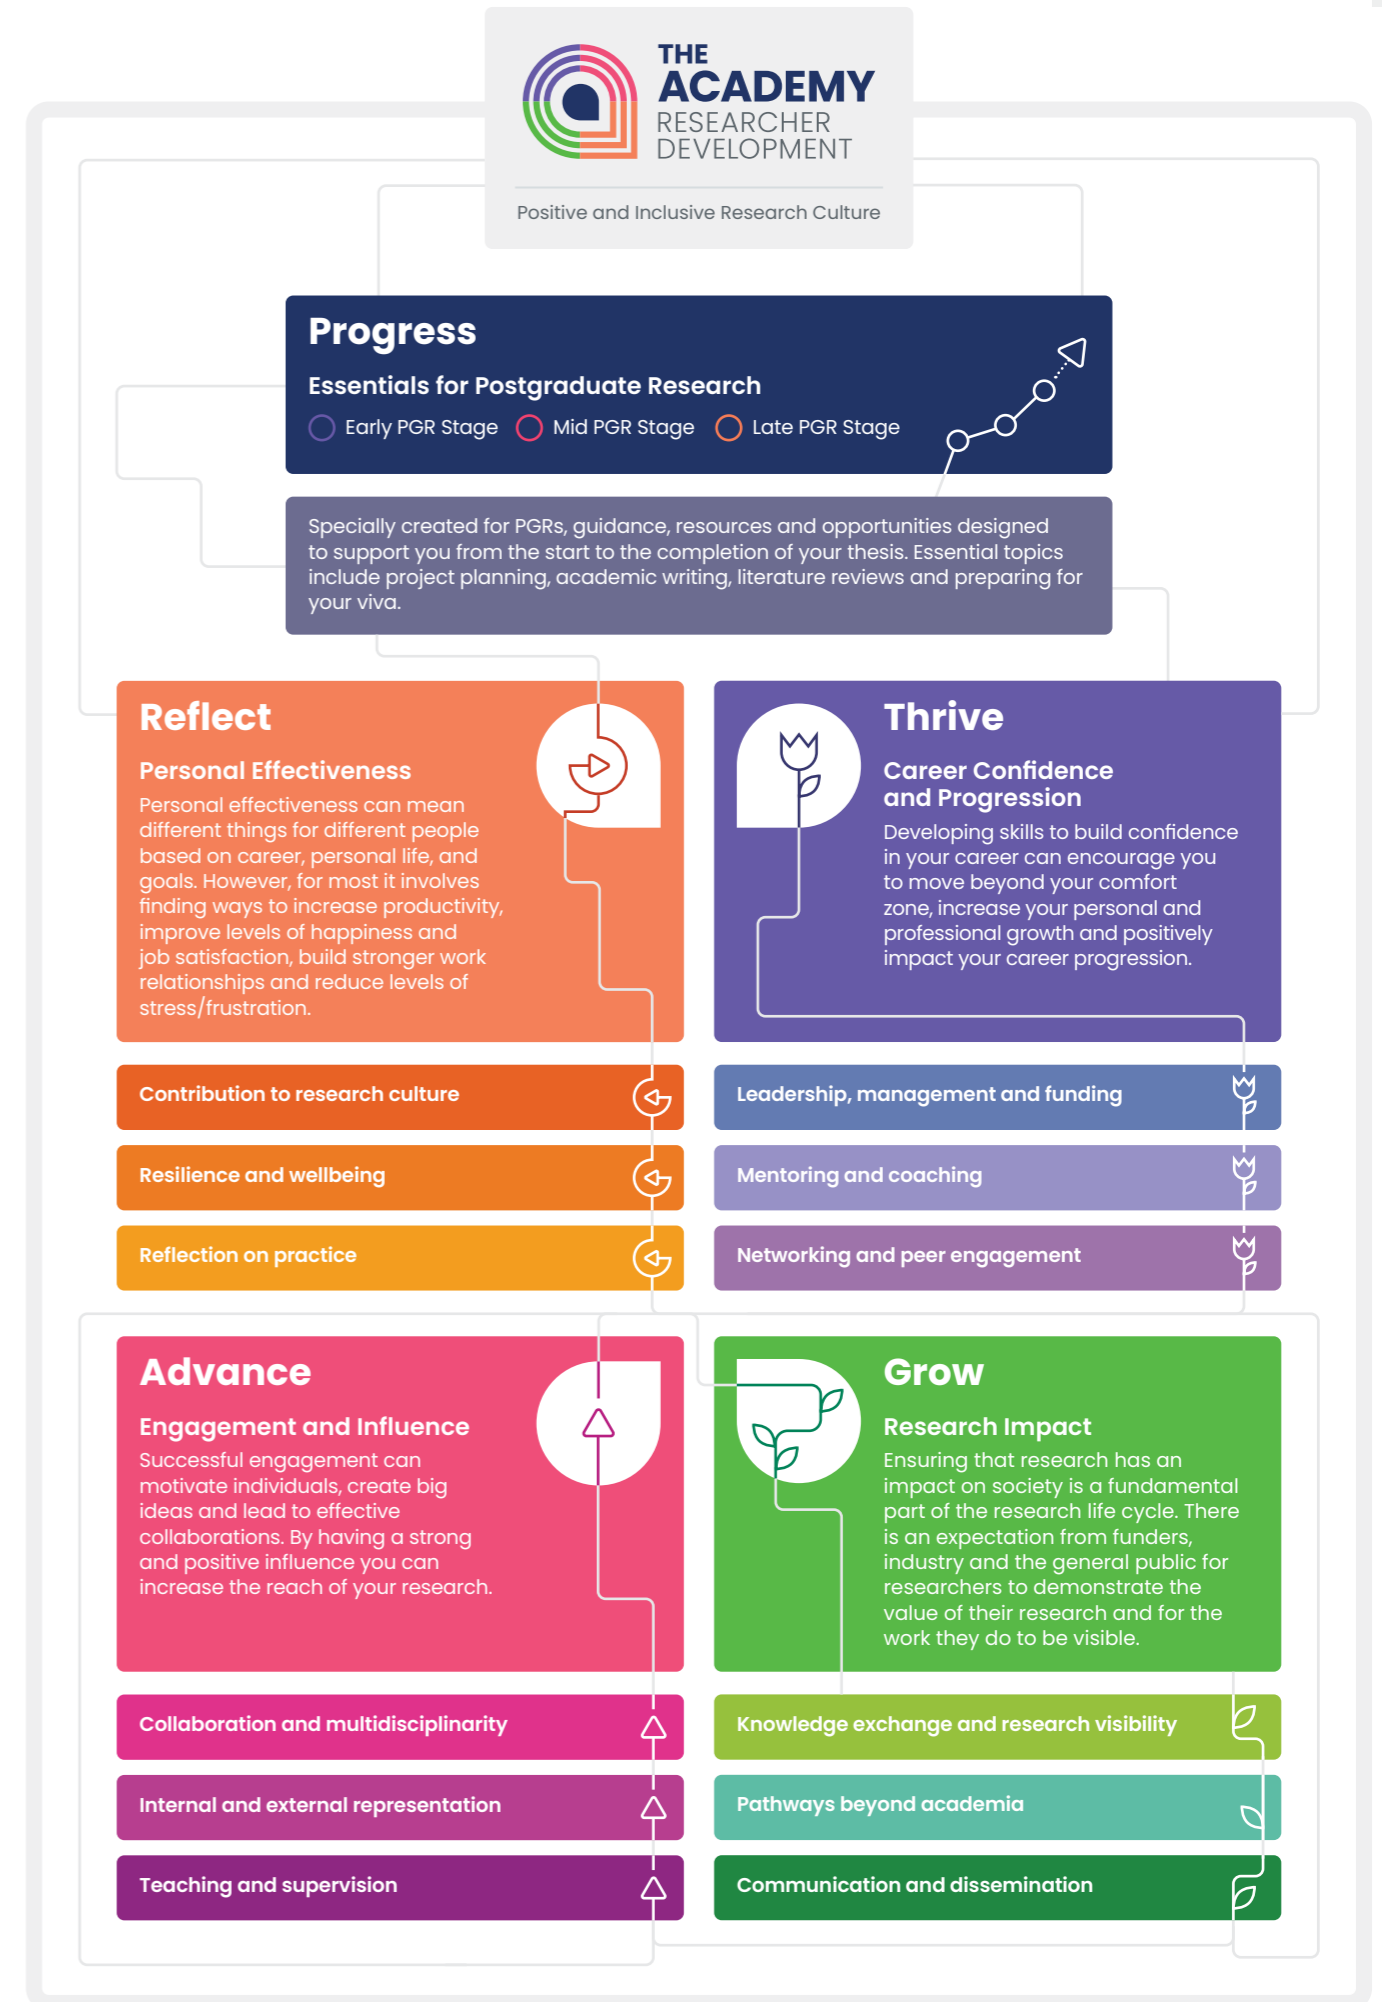 THE
ACADEMY
RESEARCHER
DEVELOPMENT
Positive and Inclusive Research Culture
Progress
Essentials for Postgraduate Research
Early PGR Stage Mid PGR Stage Late PGR Stage
Specially created for PGRs, guidance, resources and opportunities designed
to support you from the start to the completion of your thesis. Essential topics
include project planning, academic writing, literature reviews and preparing for
your viva.
Reflect
Personal Effectiveness
Personal effectiveness can mean
different things for different people
based on career, personal life, and
goals. However, for most it involves
finding ways to increase productivity,
improve levels of happiness and
job satisfaction, build stronger work
relationships and reduce levels of
stress/frustration.
Contribution to research culture
Resilience and wellbeing
Reflection on practice
Thrive
Career Confidence
and Progression
Developing skills to build confidence
in your career can encourage you
to move beyond your comfort
zone, increase your personal and
professional growth and positively
impact your career progression.
Leadership, management and funding
Mentoring and coaching
Networking and peer engagement
Advance
Engagement and Influence
Successful engagement can
motivate individuals, create big
ideas and lead to effective
collaborations. By having a strong
and positive influence you can
increase the reach of your research.
Collaboration and multidisciplinarity
Internal and external representation
Teaching and supervision
Grow
Research Impact
Ensuring that research has an
impact on society is a fundamental
part of the research life cycle. There
is an expectation from funders,
industry and the general public for
researchers to demonstrate the
value of their research and for the
work they do to be visible.
Knowledge exchange and research visibility
Pathways beyond academia
Communication and dissemination